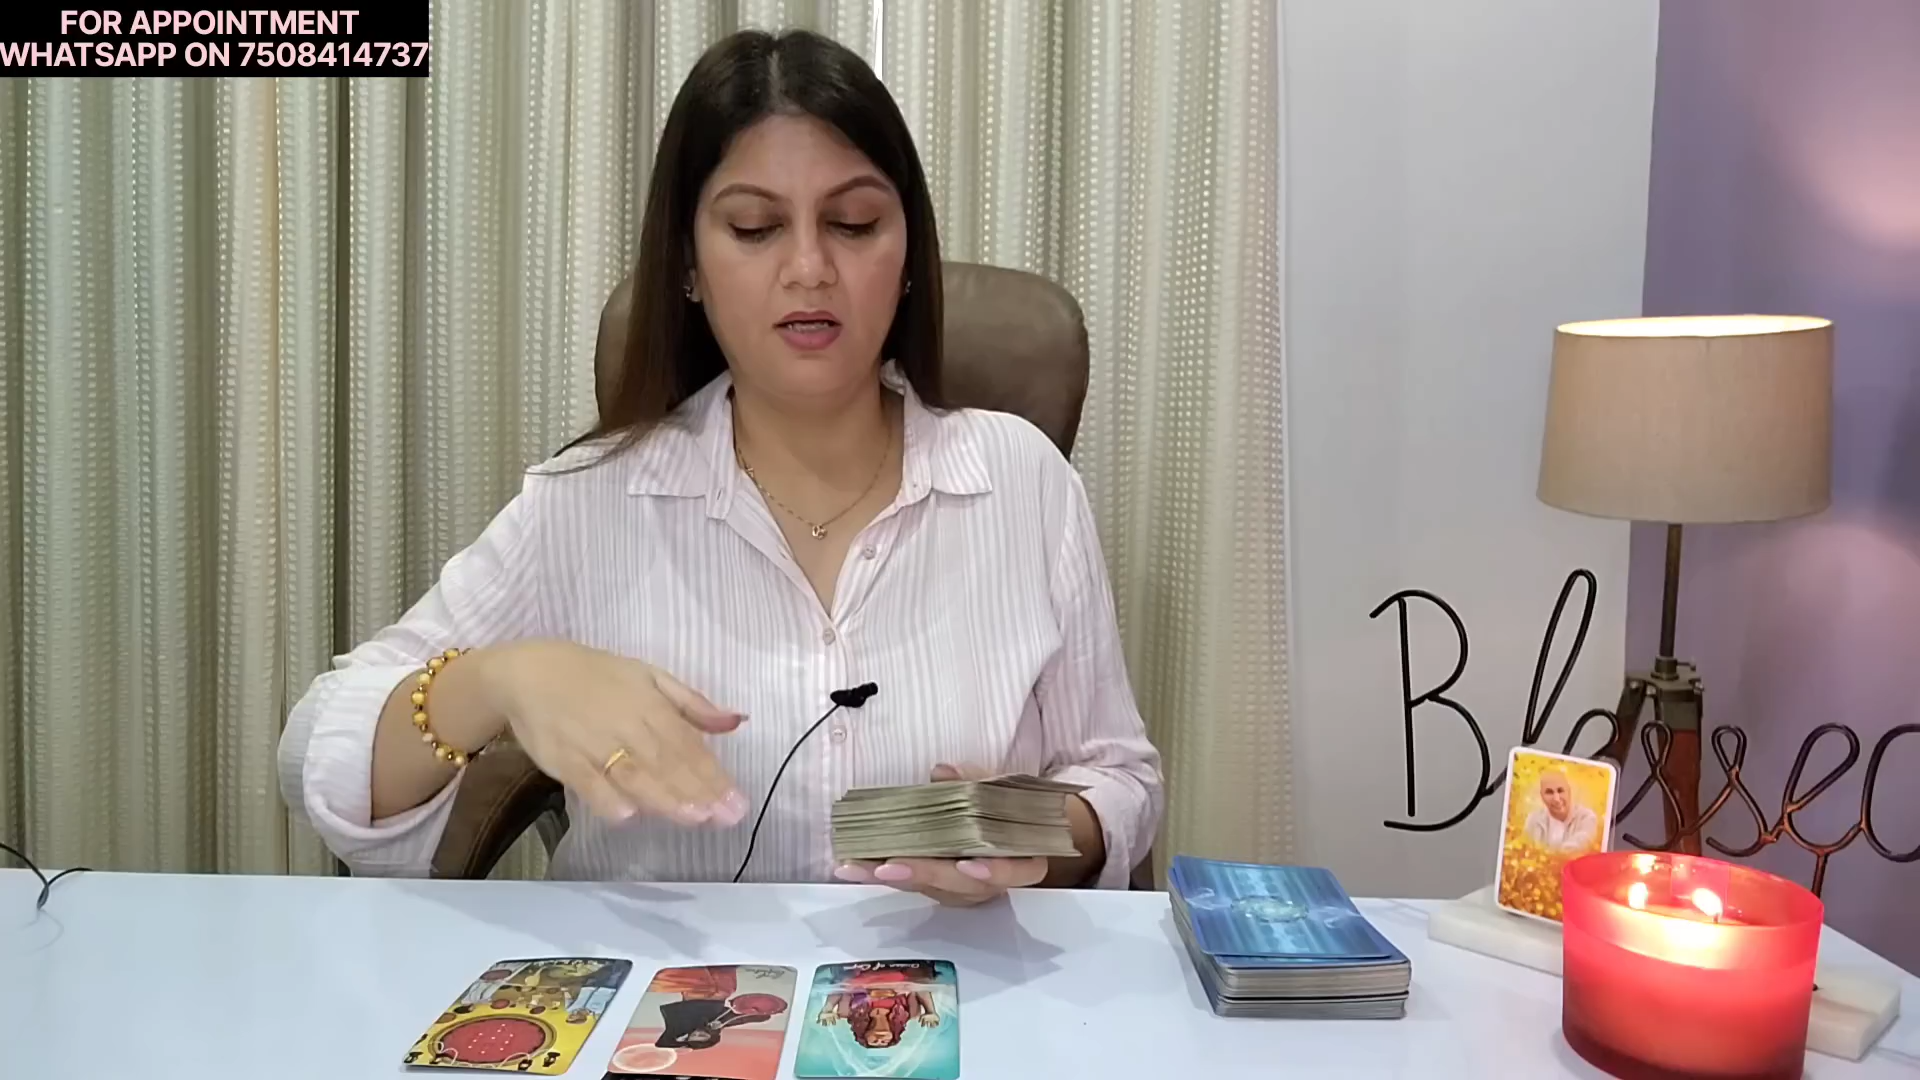 FOR APPOINTMENT
WHATSAPP ON 7508414737
Blessed
Queen of Cups